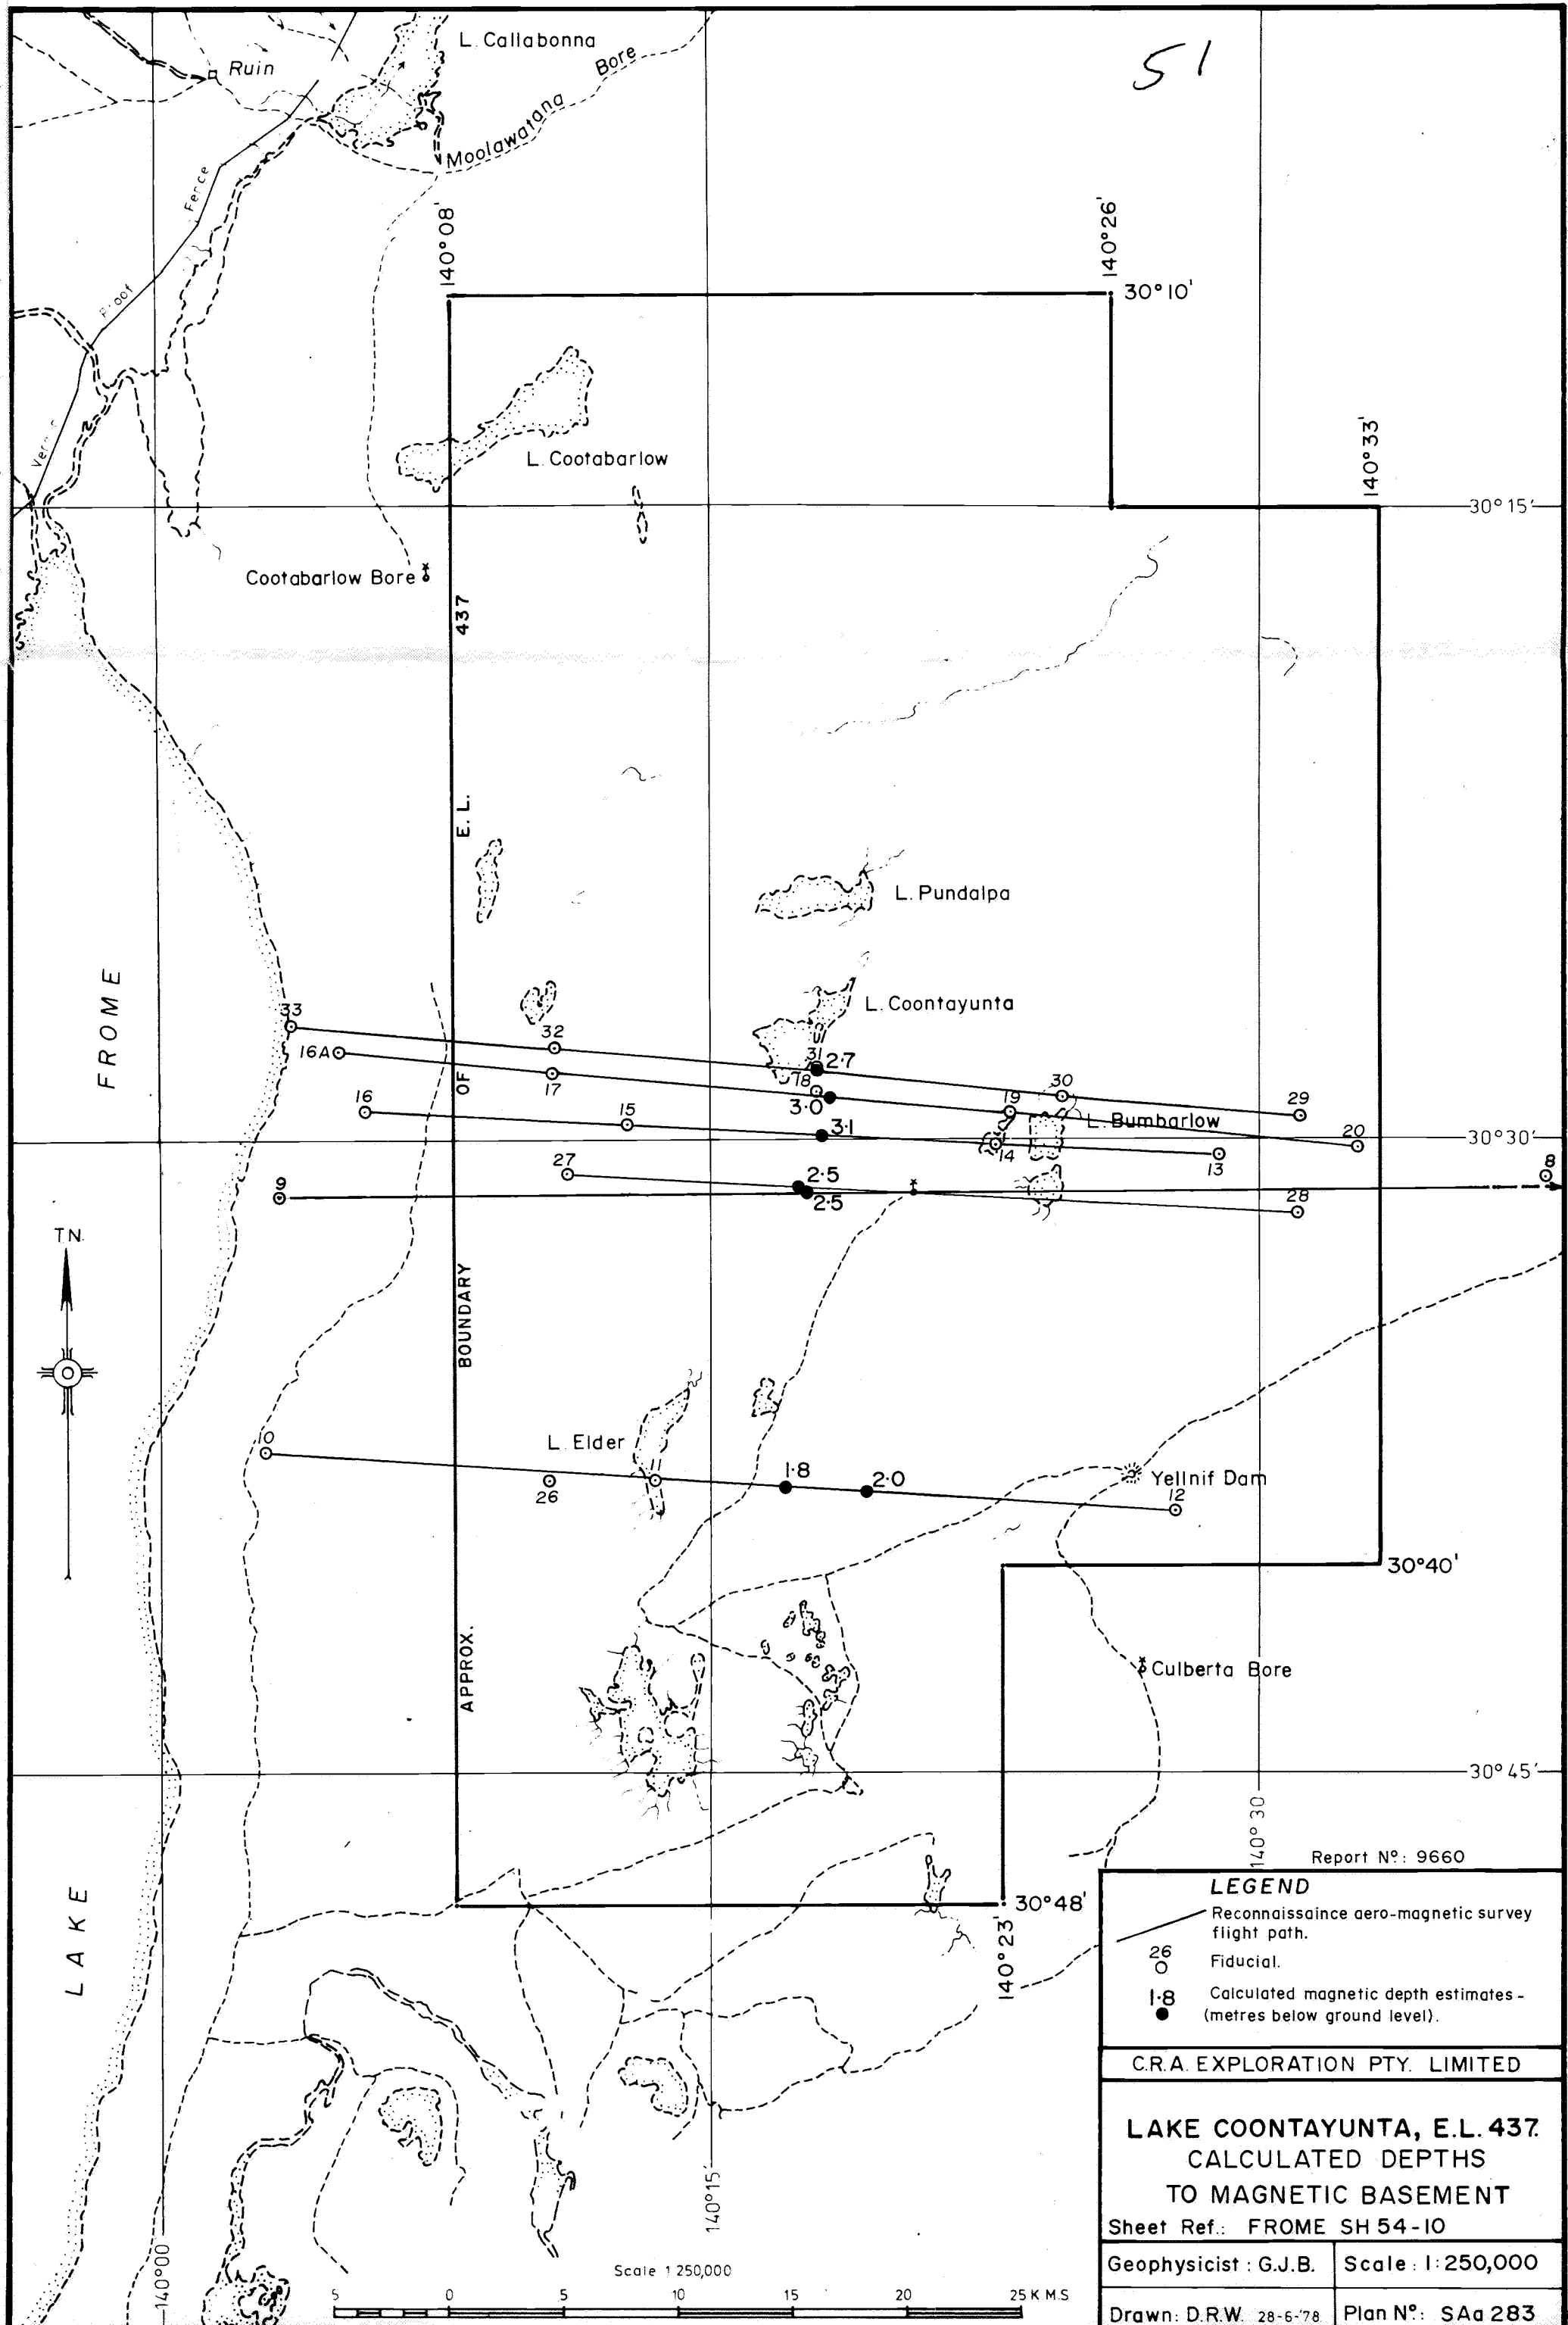 51
L. Callabonna
Ruin
Moolawatana Bore
Fence
Proof
140°08'
140°26'
30°10'
140°33'
L. Cootabarlow
30°15'
Cootabarlow Bore
437
E.L.
L. Pundalpa
FROME
L. Coontayunta
33
32
31
2·7
16A
17
18
3·0
30
29
OF
16
15
3·1
19
L. Bumbarlow
20
30°30'
14
13
8
27
2·5
9
2·5
28
TN.
BOUNDARY
10
L. Elder
11
26
1·8
2·0
Yellnif Dam
12
30°40'
APPROX.
Culberta Bore
30°45'
140°30
Report Nº: 9660
30°48'
140°23'
LAKE
LEGEND
Reconnaissaince aero-magnetic survey
flight path.
26
Fiducial.
1·8
Calculated magnetic depth estimates -
(metres below ground level).
C.R.A. EXPLORATION PTY. LIMITED
LAKE COONTAYUNTA, E.L. 437.
CALCULATED DEPTHS
TO MAGNETIC BASEMENT
Sheet Ref.: FROME SH 54-10
140°00'
140°15'
Scale 1:250,000
5 0 5 10 15 20 25 K.M.S
Geophysicist : G.J.B.
Scale : 1:250,000
Drawn: D.R.W. 28-6-'78
Plan Nº: SAa 283